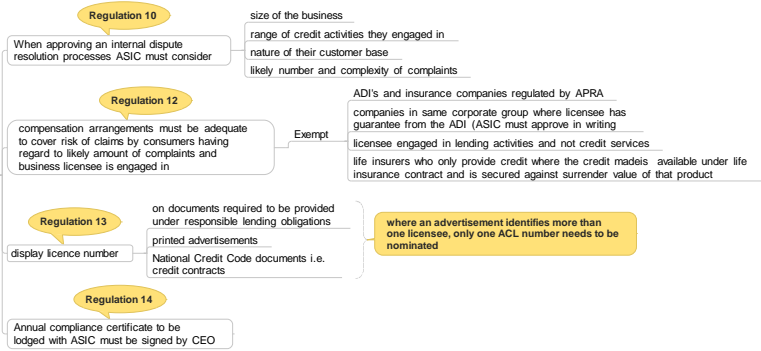 Regulation 10
When approving an internal dispute
resolution processes ASIC must consider
size of the business
range of credit activities they engaged in
nature of their customer base
likely number and complexity of complaints
Regulation 12
compensation arrangements must be adequate
to cover risk of claims by consumers having
regard to likely amount of complaints and
business licensee is engaged in
Exempt
ADI's and insurance companies regulated by APRA
companies in same corporate group where licensee has
guarantee from the ADI (ASIC must approve in writing
licensee engaged in lending activities and not credit services
life insurers who only provide credit where the credit madeis available under life
insurance contract and is secured against surrender value of that product
Regulation 13
display licence number
on documents required to be provided
under responsible lending obligations
printed advertisements
National Credit Code documents i.e.
credit contracts
where an advertisement identifies more than
one licensee, only one ACL number needs to be
nominated
Regulation 14
Annual compliance certificate to be
lodged with ASIC must be signed by CEO